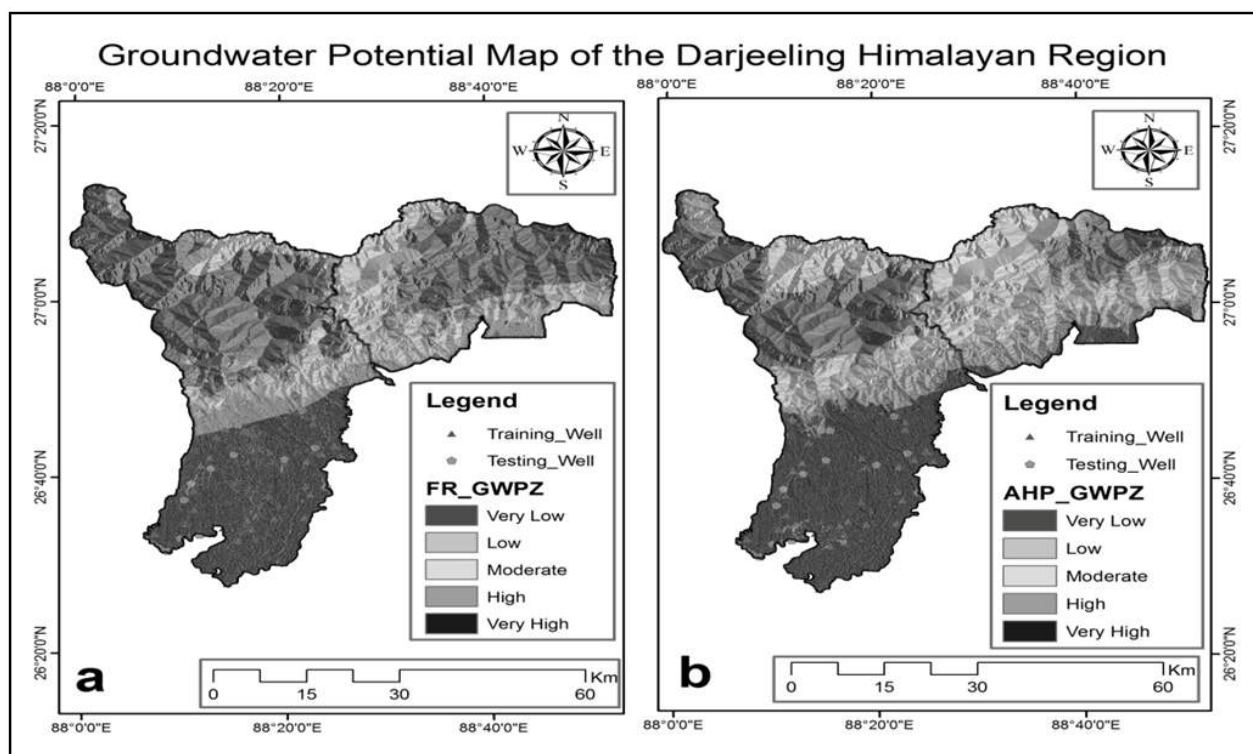 Groundwater Potential Map of the Darjeeling Himalayan Region
88°0'0"E 88°20'0"E 88°40'0"E
27°20'0"N
27°0'0"N
26°40'0"N
26°20'0"N
N
W E
S
Legend
Training_Well
Testing_Well
FR_GWPZ
Very Low
Low
Moderate
High
Very High
a
Km
0 15 30 60
88°0'0"E 88°20'0"E 88°40'0"E
88°0'0"E 88°20'0"E 88°40'0"E
N
W E
S
Legend
Training_Well
Testing_Well
AHP_GWPZ
Very Low
Low
Moderate
High
Very High
b
Km
0 15 30 60
27°20'0"N
27°0'0"N
26°40'0"N
26°20'0"N
88°0'0"E 88°20'0"E 88°40'0"E